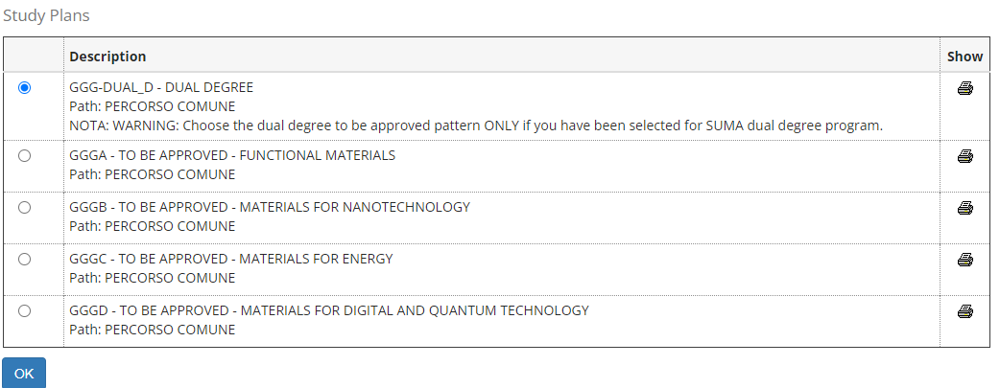 Study Plans
Description Show
GGG-DUAL_D - DUAL DEGREE
Path: PERCORSO COMUNE
NOTA: WARNING: Choose the dual degree to be approved pattern ONLY if you have been selected for SUMA dual degree program.
GGGA - TO BE APPROVED - FUNCTIONAL MATERIALS
Path: PERCORSO COMUNE
GGGB - TO BE APPROVED - MATERIALS FOR NANOTECHNOLOGY
Path: PERCORSO COMUNE
GGGC - TO BE APPROVED - MATERIALS FOR ENERGY
Path: PERCORSO COMUNE
GGGD - TO BE APPROVED - MATERIALS FOR DIGITAL AND QUANTUM TECHNOLOGY
Path: PERCORSO COMUNE
OK